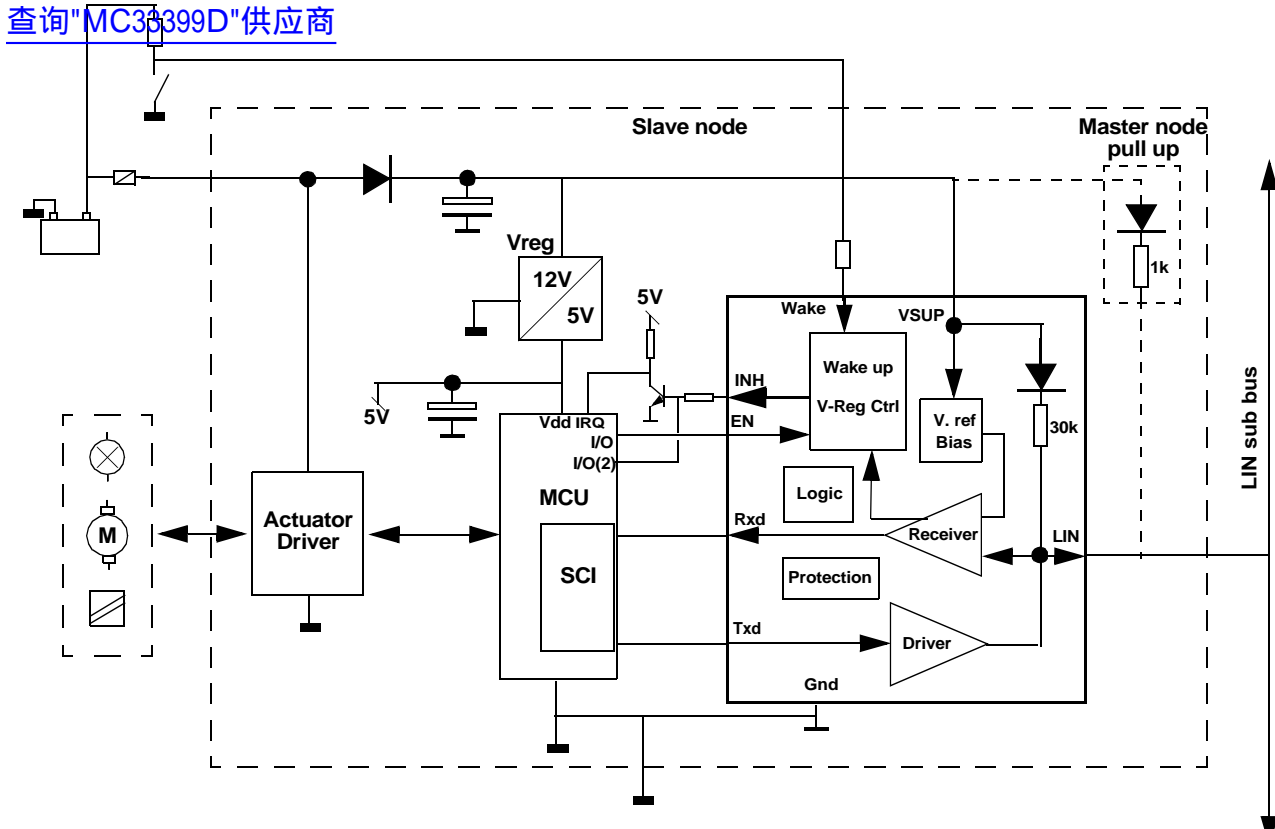 查询"MC33399D"供应商
Slave node
Master node
pull up
1k
Vreg
12V
5V
5V
5V
Wake
VSUP
Wake up
V-Reg Ctrl
INH
EN
V. ref
Bias
30k
Vdd IRQ
I/O
I/O(2)
MCU
SCI
Logic
Rxd
Receiver
LIN
Protection
Txd
Driver
Gnd
Actuator
Driver
M
LIN sub bus